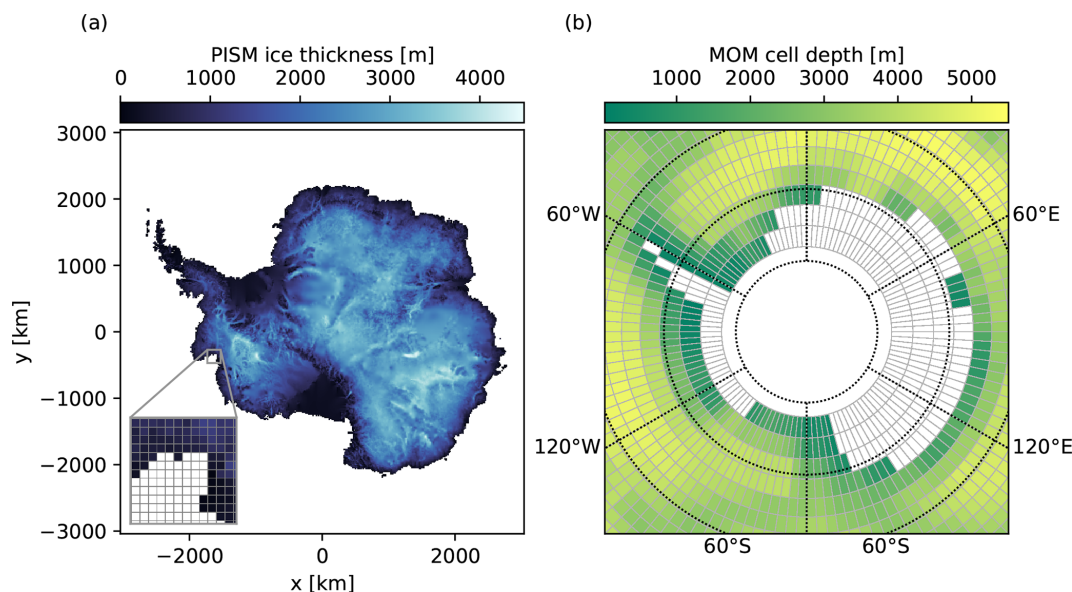 (a)
PISM ice thickness [m]
0 1000 2000 3000 4000
3000
2000
1000
0
−1000
−2000
−3000
y [km]
−2000 0 2000
x [km]
(b)
MOM cell depth [m]
1000 2000 3000 4000 5000
60°W 60°E
120°W 120°E
60°S 60°S